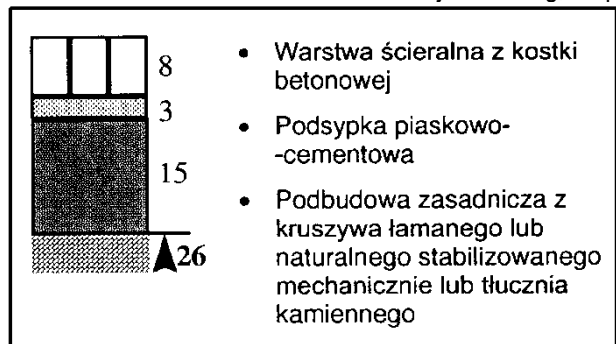 8
3
15
26
• Warstwa ścieralna z kostki
betonowej
• Podsypka piaskowo-
-cementowa
• Podbudowa zasadnicza z
kruszywa łamanego lub
naturalnego stabilizowanego
mechanicznie lub tłucznia
kamiennego